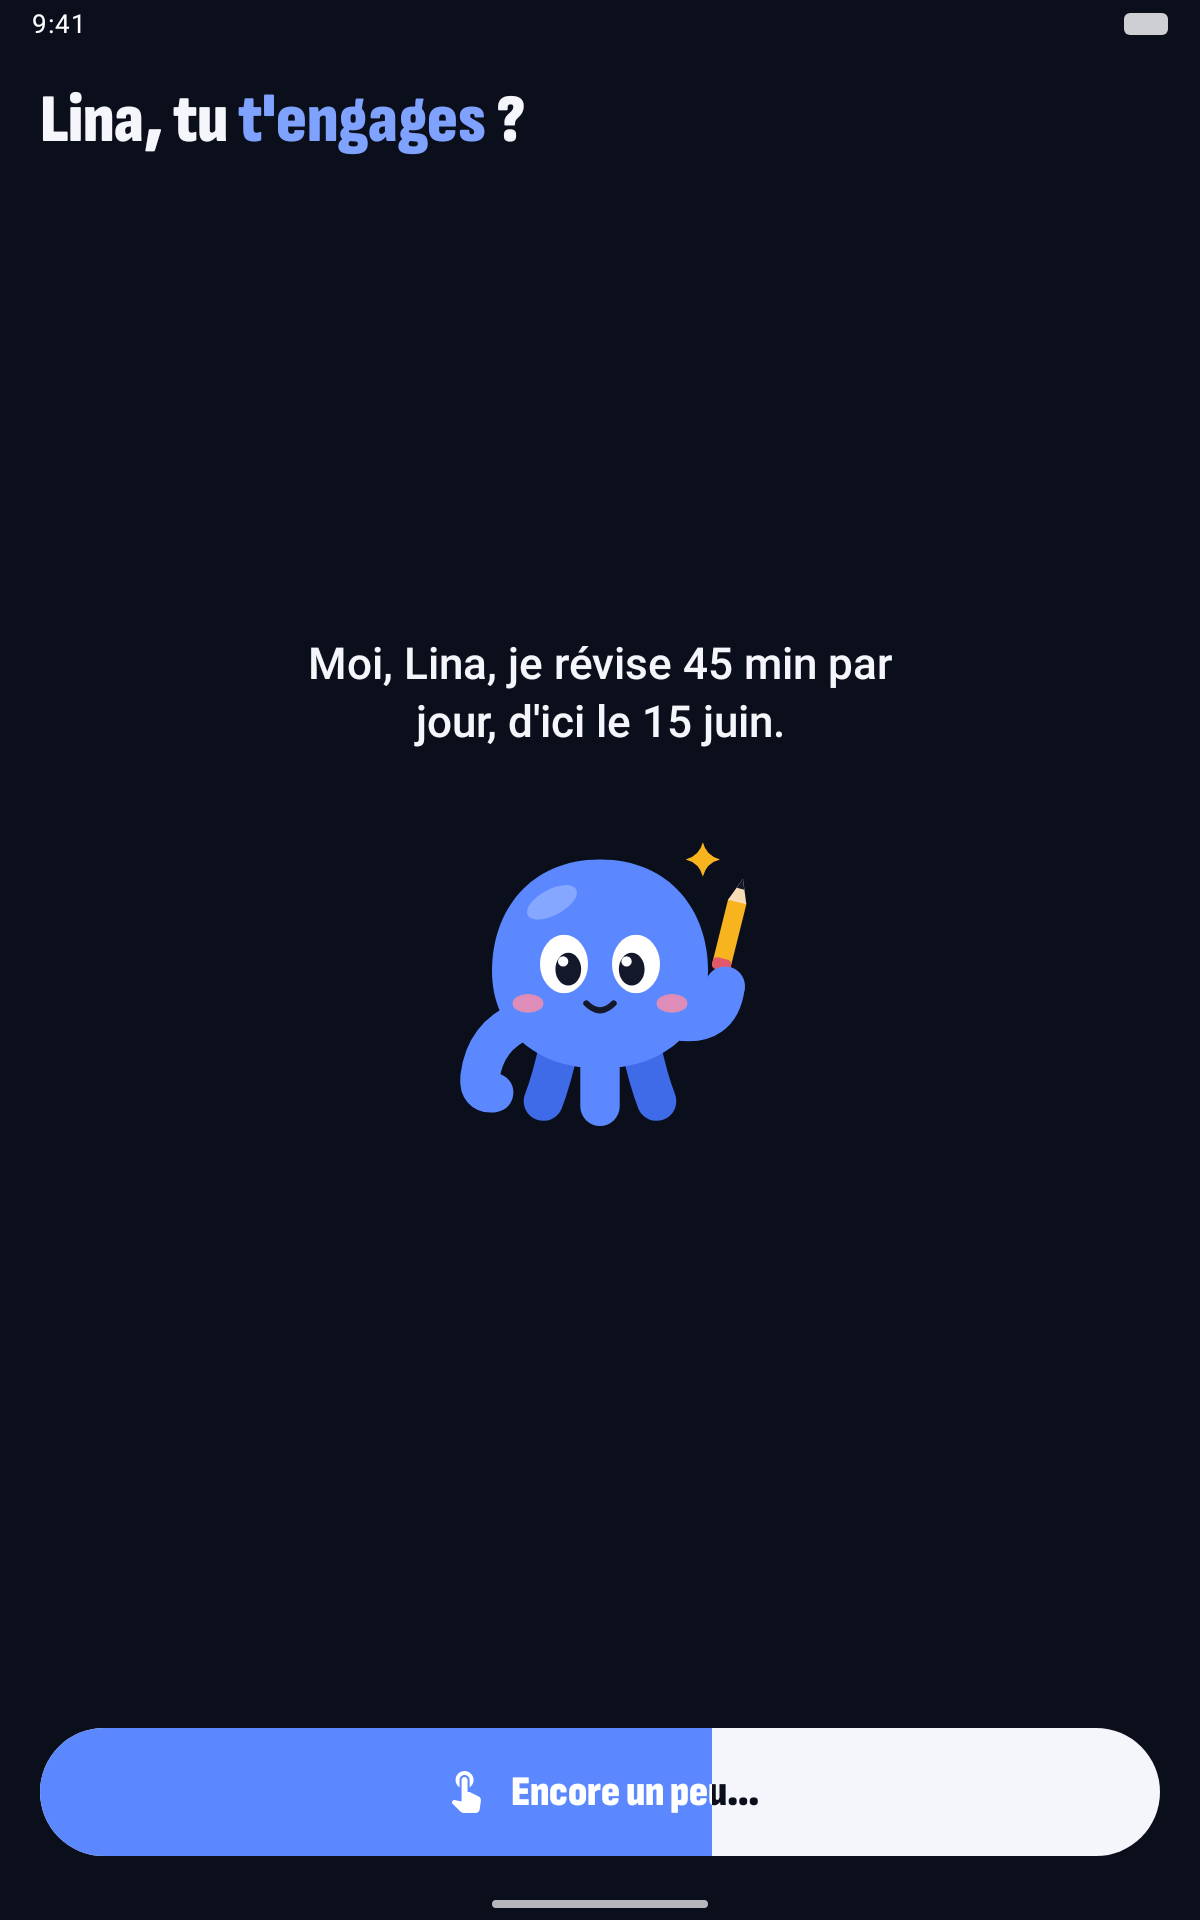 9:41
Lina, tu t'engages ?
Moi, Lina, je révise 45 min par
jour, d'ici le 15 juin.
Encore un peu...